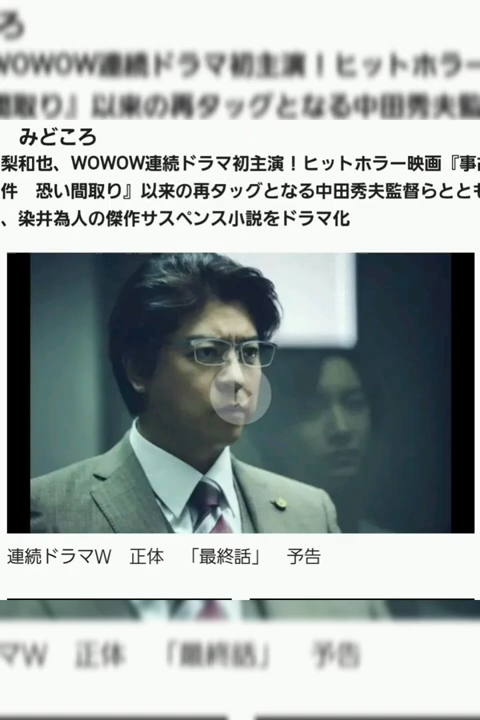 ろ
WOWOW連続ドラマ初主演！ヒットホラー
間取り』以来の再タッグとなる中田秀夫監
みどころ
梨和也、WOWOW連続ドラマ初主演！ヒットホラー映画『事故
件　恐い間取り』以来の再タッグとなる中田秀夫監督らととも
、染井為人の傑作サスペンス小説をドラマ化
連続ドラマW　正体　「最終話」　予告
マW　正体　「最終話」　予告